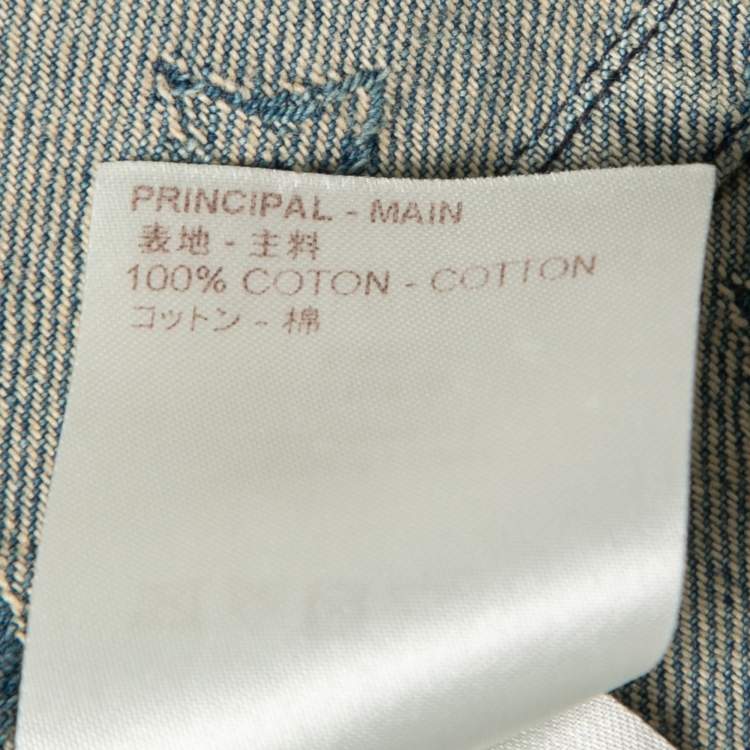 PRINCIPAL - MAIN
表地 - 主料
100% COTON - COTTON
コットン - 棉